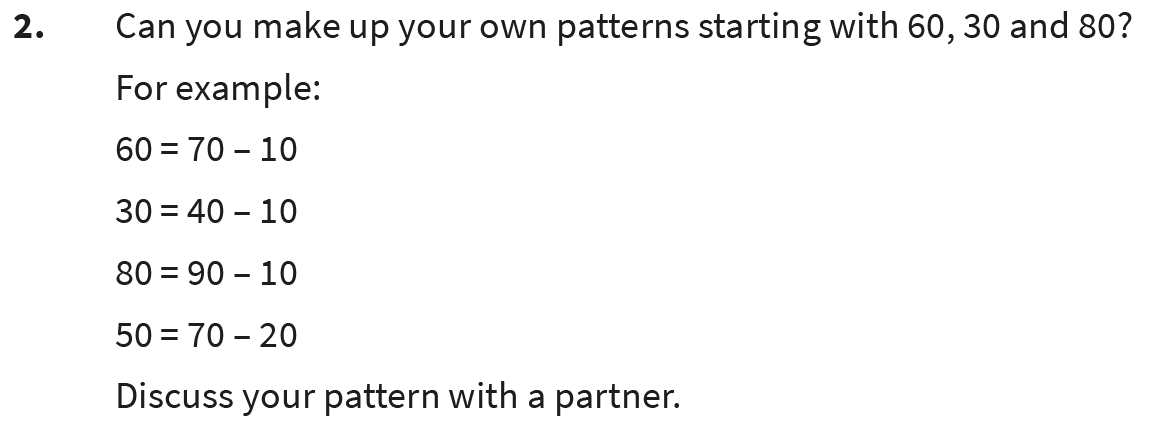 2. Can you make up your own patterns starting with 60, 30 and 80?
For example:
60 = 70 – 10
30 = 40 – 10
80 = 90 – 10
50 = 70 – 20
Discuss your pattern with a partner.